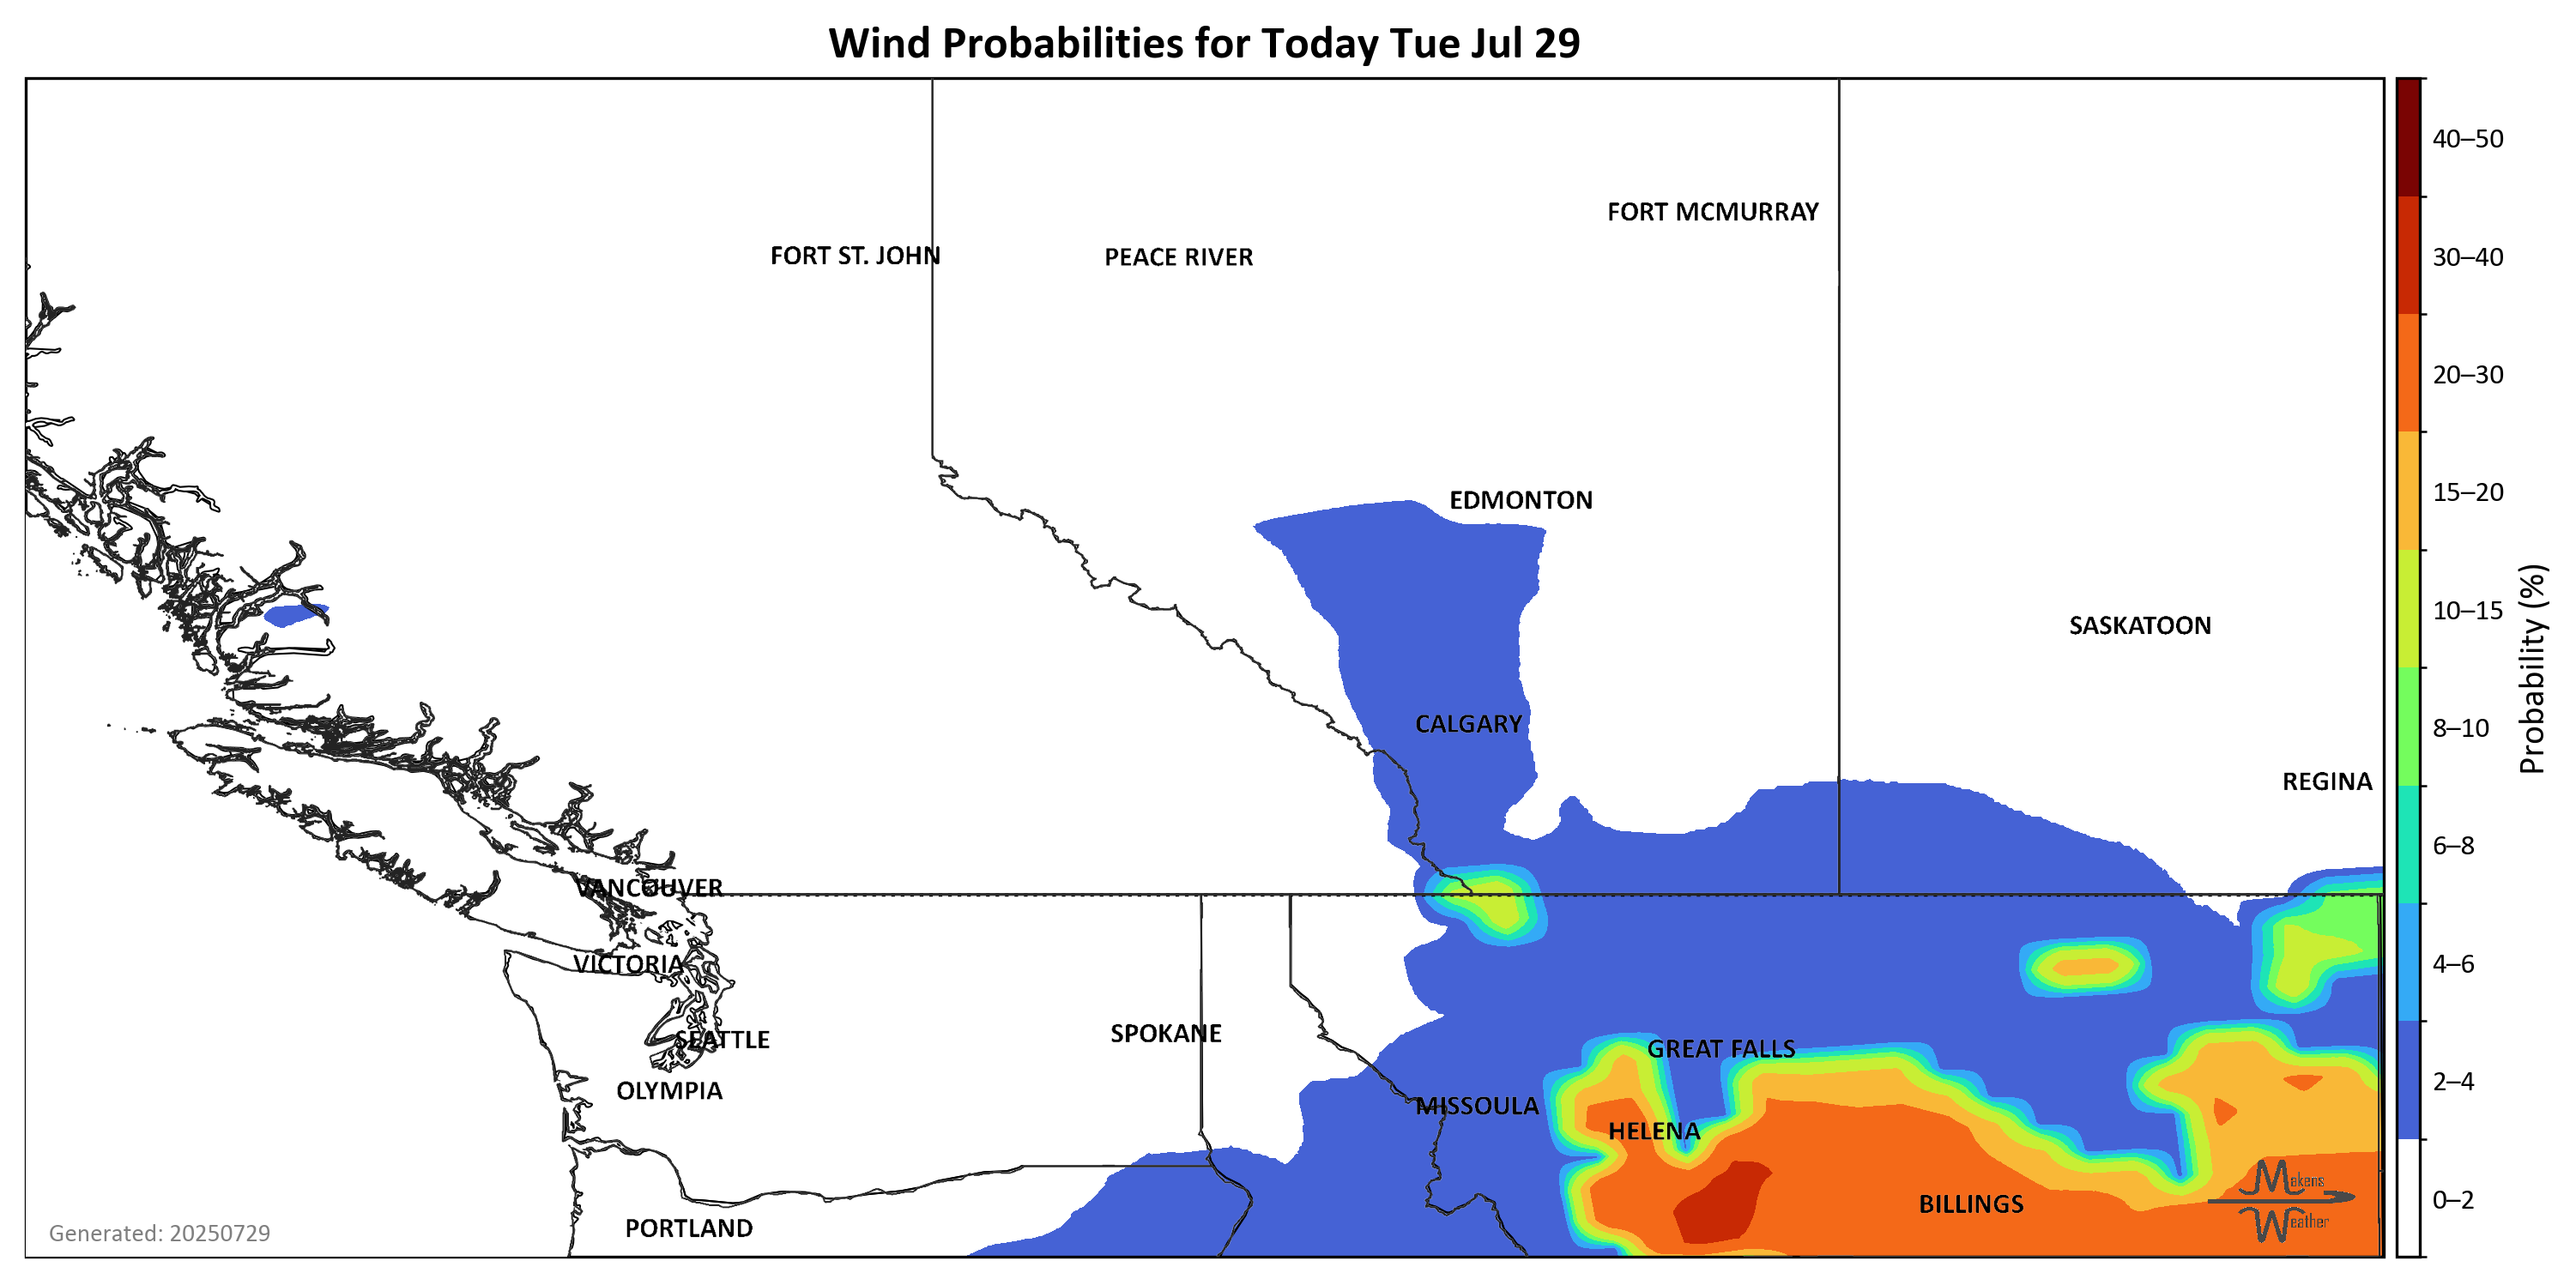 Wind Probabilities for Today Tue Jul 29
40–50
FORT MCMURRAY
FORT ST. JOHN
PEACE RIVER
30–40
20–30
EDMONTON
15–20
SASKATOON
10–15
CALGARY
8–10
REGINA
Probability (%)
6–8
VANCOUVER
VICTORIA
4–6
SPOKANE
SEATTLE
GREAT FALLS
OLYMPIA
2–4
MISSOULA
HELENA
Makens
Weather
BILLINGS
0–2
PORTLAND
Generated: 20250729